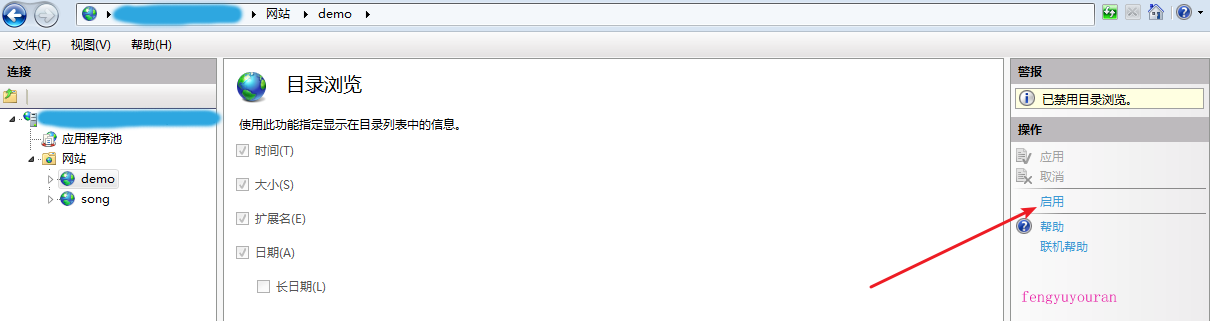 网站 demo
文件(F) 视图(V) 帮助(H)
连接
应用程序池
网站
demo
song
目录浏览
使用此功能指定显示在目录列表中的信息。
时间(T)
大小(S)
扩展名(E)
日期(A)
长日期(L)
警报
已禁用目录浏览。
操作
应用
取消
启用
帮助
联机帮助
fengyuyouran